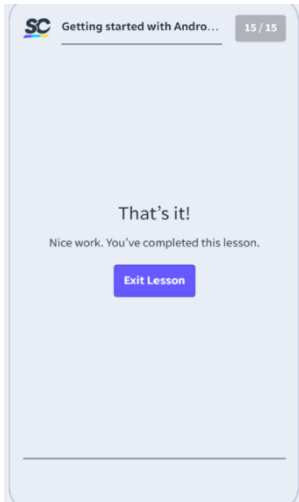 SC
Getting started with Andro...
15/15
That's it!
Nice work. You've completed this lesson.
Exit Lesson